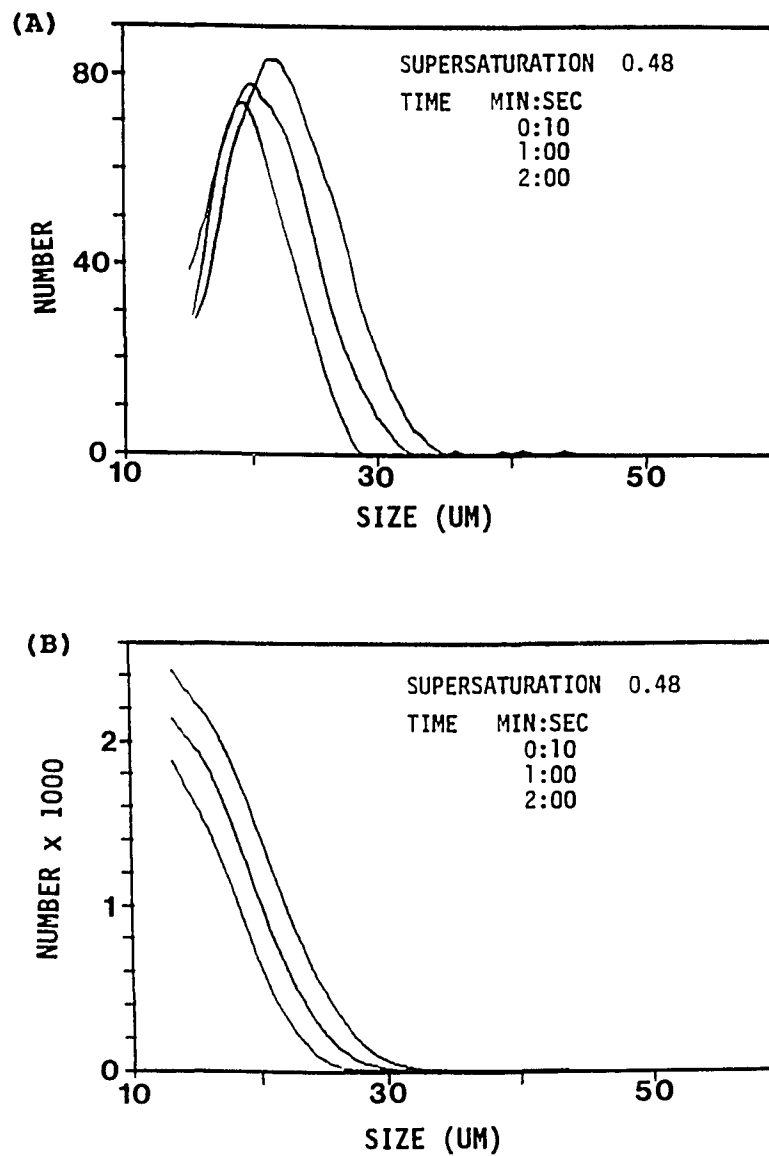 (A)
SUPERSATURATION 0.48
TIME MIN:SEC
0:10
1:00
2:00
80
40
0
NUMBER
10
30
50
SIZE (UM)
(B)
SUPERSATURATION 0.48
TIME MIN:SEC
0:10
1:00
2:00
2
1
0
NUMBER X 1000
10
30
50
SIZE (UM)